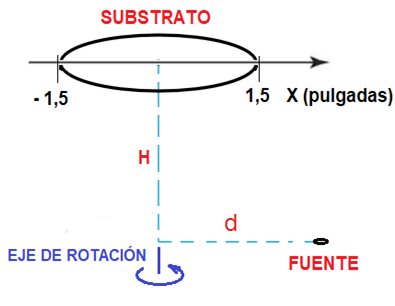 SUBSTRATO
- 1,5
1,5
X (pulgadas)
H
d
EJE DE ROTACIÓN
FUENTE